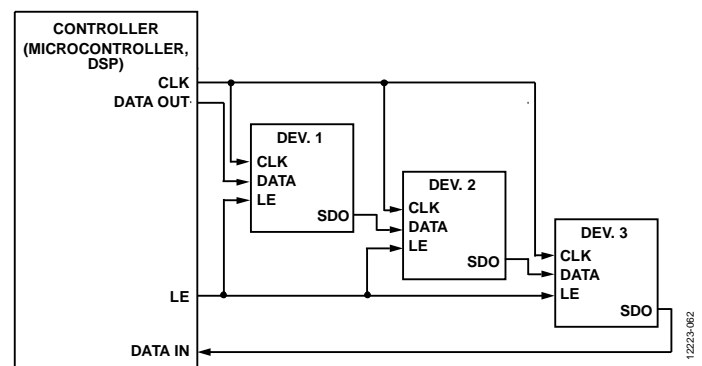 CONTROLLER
(MICROCONTROLLER,
DSP)
CLK
DATA OUT
DEV. 1
CLK
DATA
LE
SDO
DEV. 2
CLK
DATA
LE
SDO
DEV. 3
CLK
DATA
LE
SDO
LE
DATA IN
12223-062